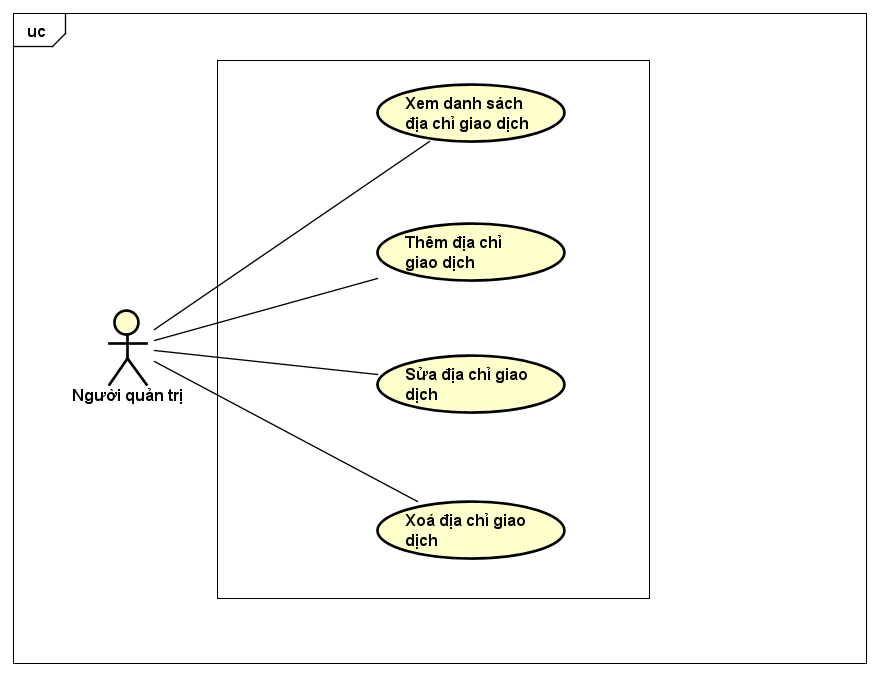 uc
Xem danh sách
địa chỉ giao dịch
Thêm địa chỉ
giao dịch
Người quản trị
Sửa địa chỉ giao
dịch
Xoá địa chỉ giao
dịch